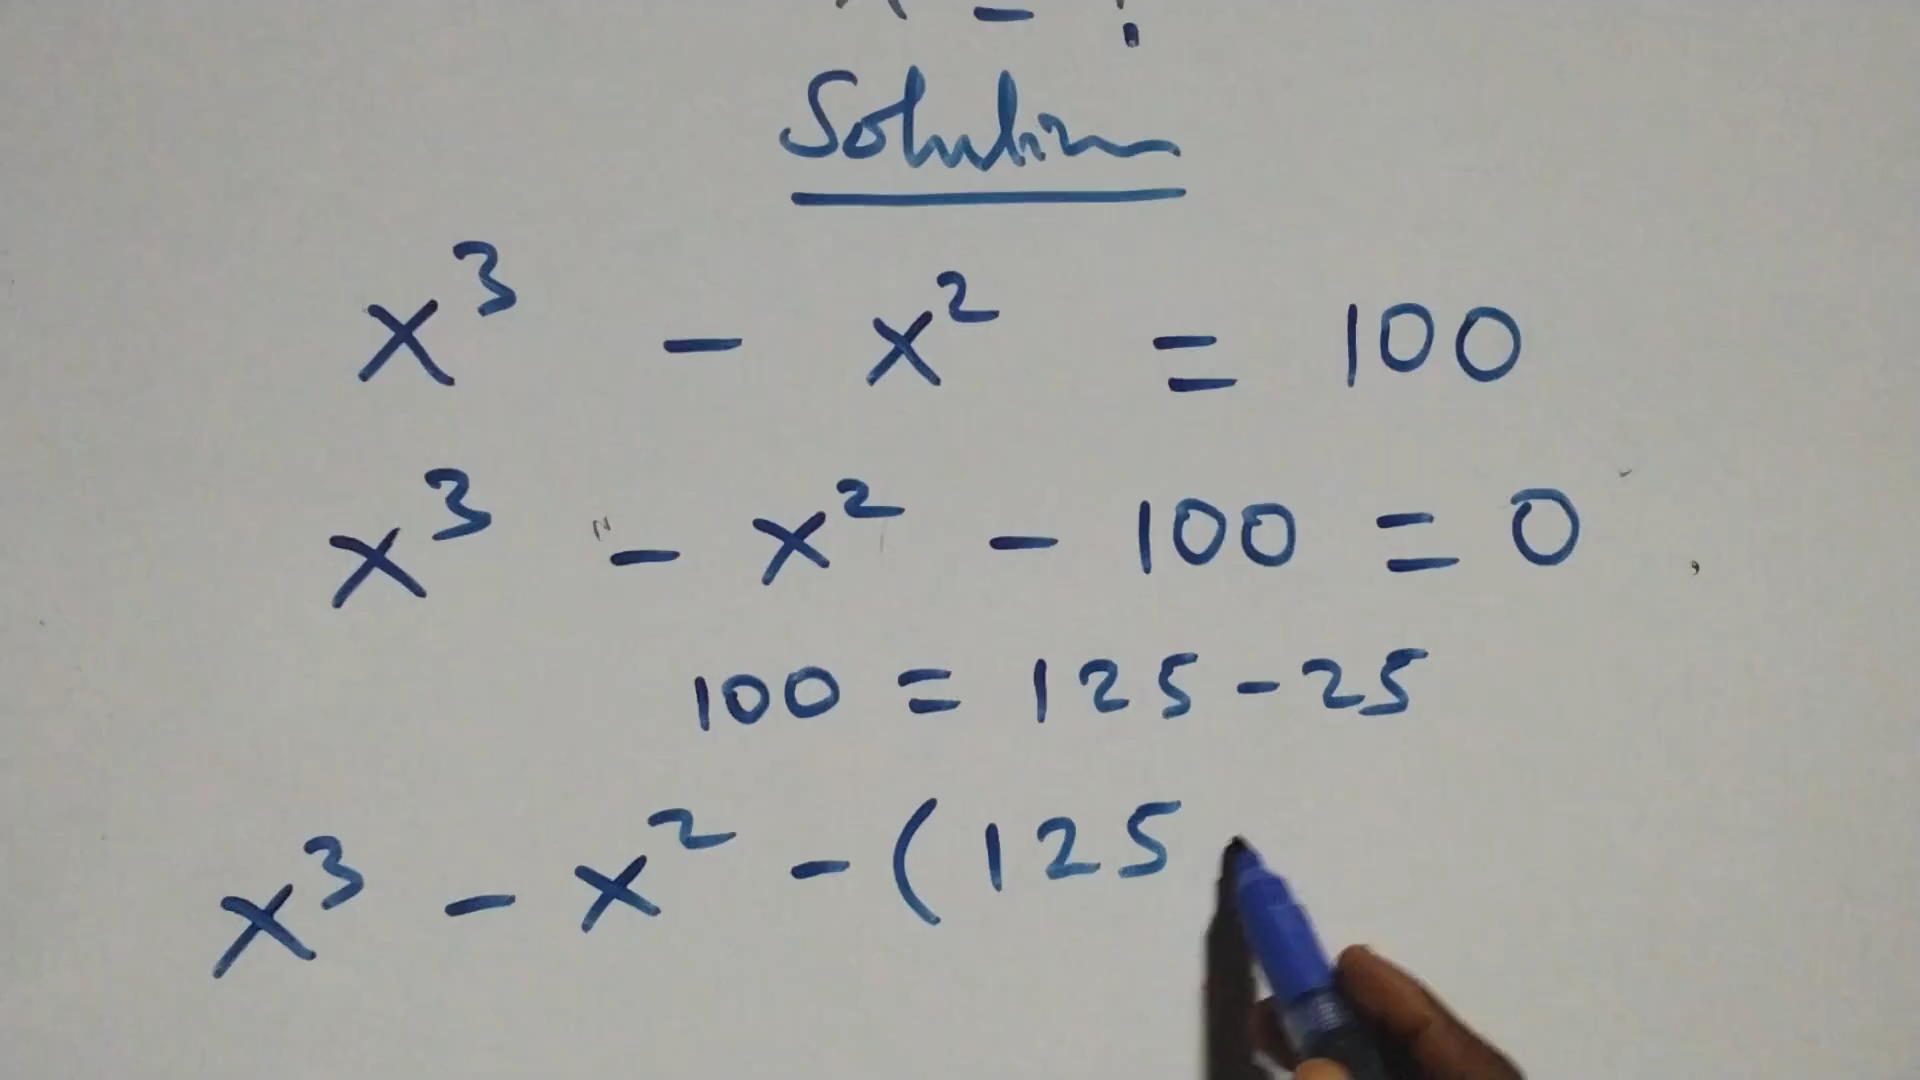 x = ?
Solution
x³ - x² = 100
x³ - x² - 100 = 0
100 = 125 - 25
x³ - x² - (125